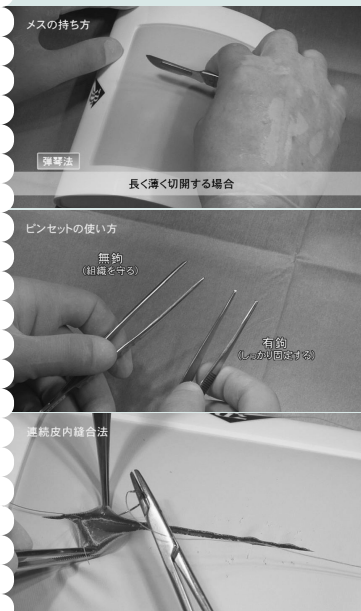 メスの持ち方
弾琴法
長く薄く切開する場合
ピンセットの使い方
無鉤
(組織を守る)
有鉤
(しっかり固定する)
連続皮内縫合法